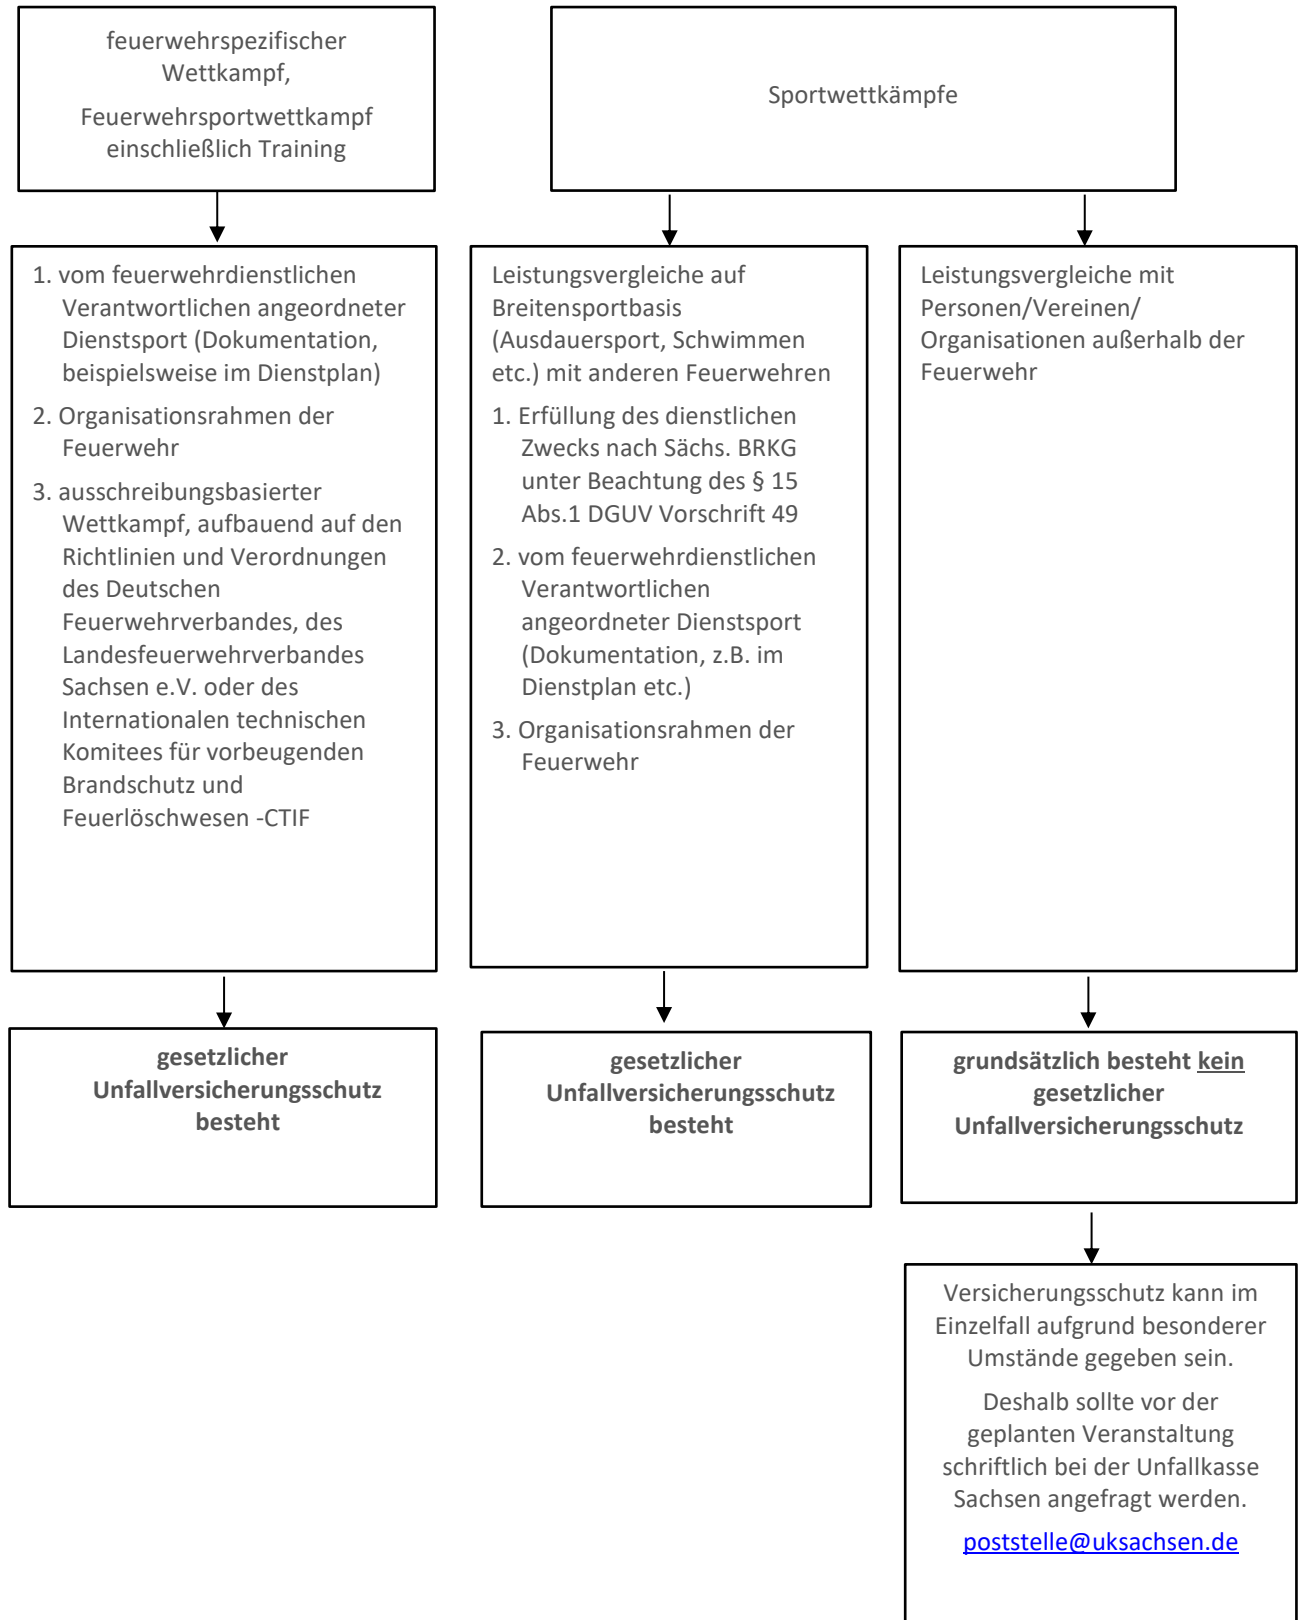 feuerwehrspezifischer
Wettkampf,
Feuerwehrsportwettkampf
einschließlich Training
Sportwettkämpfe
1. vom feuerwehrdienstlichen
Verantwortlichen angeordneter
Dienstsport (Dokumentation,
beispielsweise im Dienstplan)
2. Organisationsrahmen der
Feuerwehr
3. ausschreibungsbasierter
Wettkampf, aufbauend auf den
Richtlinien und Verordnungen
des Deutschen
Feuerwehrverbandes, des
Landesfeuerwehrverbandes
Sachsen e.V. oder des
Internationalen technischen
Komitees für vorbeugenden
Brandschutz und
Feuerlöschwesen -CTIF
Leistungsvergleiche auf
Breitensportbasis
(Ausdauersport, Schwimmen
etc.) mit anderen Feuerwehren
1. Erfüllung des dienstlichen
Zwecks nach Sächs. BRKG
unter Beachtung des § 15
Abs.1 DGUV Vorschrift 49
2. vom feuerwehrdienstlichen
Verantwortlichen
angeordneter Dienstsport
(Dokumentation, z.B. im
Dienstplan etc.)
3. Organisationsrahmen der
Feuerwehr
Leistungsvergleiche mit
Personen/Vereinen/
Organisationen außerhalb der
Feuerwehr
gesetzlicher
Unfallversicherungsschutz
besteht
gesetzlicher
Unfallversicherungsschutz
besteht
grundsätzlich besteht kein
gesetzlicher
Unfallversicherungsschutz
Versicherungsschutz kann im
Einzelfall aufgrund besonderer
Umstände gegeben sein.
Deshalb sollte vor der
geplanten Veranstaltung
schriftlich bei der Unfallkasse
Sachsen angefragt werden.
poststelle@uksachsen.de